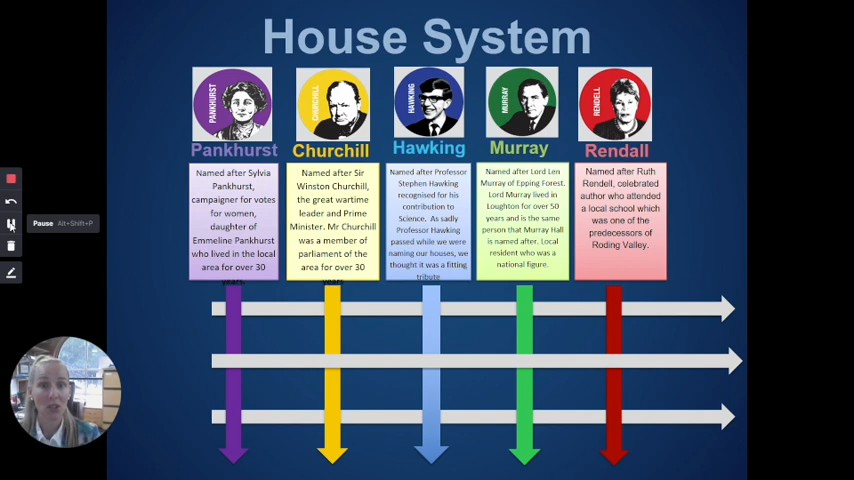 House System
PANKHURST
CHURCHILL
HAWKING
MURRAY
RENDELL
Pankhurst
Churchill
Hawking
Murray
Rendall
Named after Sylvia
Pankhurst,
campaigner for votes
for women,
daughter of
Emmeline Pankhurst
who lived in the local
area for over 30
years.
Named after Sir
Winston Churchill,
the great wartime
leader and Prime
Minister. Mr Churchill
was a member of
parliament of the
area for over 30
years
Named after Professor
Stephen Hawking
recognised for his
contribution to
Science. As sadly
Professor Hawking
passed while we were
naming our houses, we
thought it was a fitting
tribute
Named after Lord Len
Murray of Epping Forest.
Lord Murray lived in
Loughton for over 50
years and is the same
person that Murray Hall
is named after. Local
resident who was a
national figure.
Named after Ruth
Rendell, celebrated
author who attended
a local school which
was one of the
predecessors of
Roding Valley.
Pause Alt+Shift+P